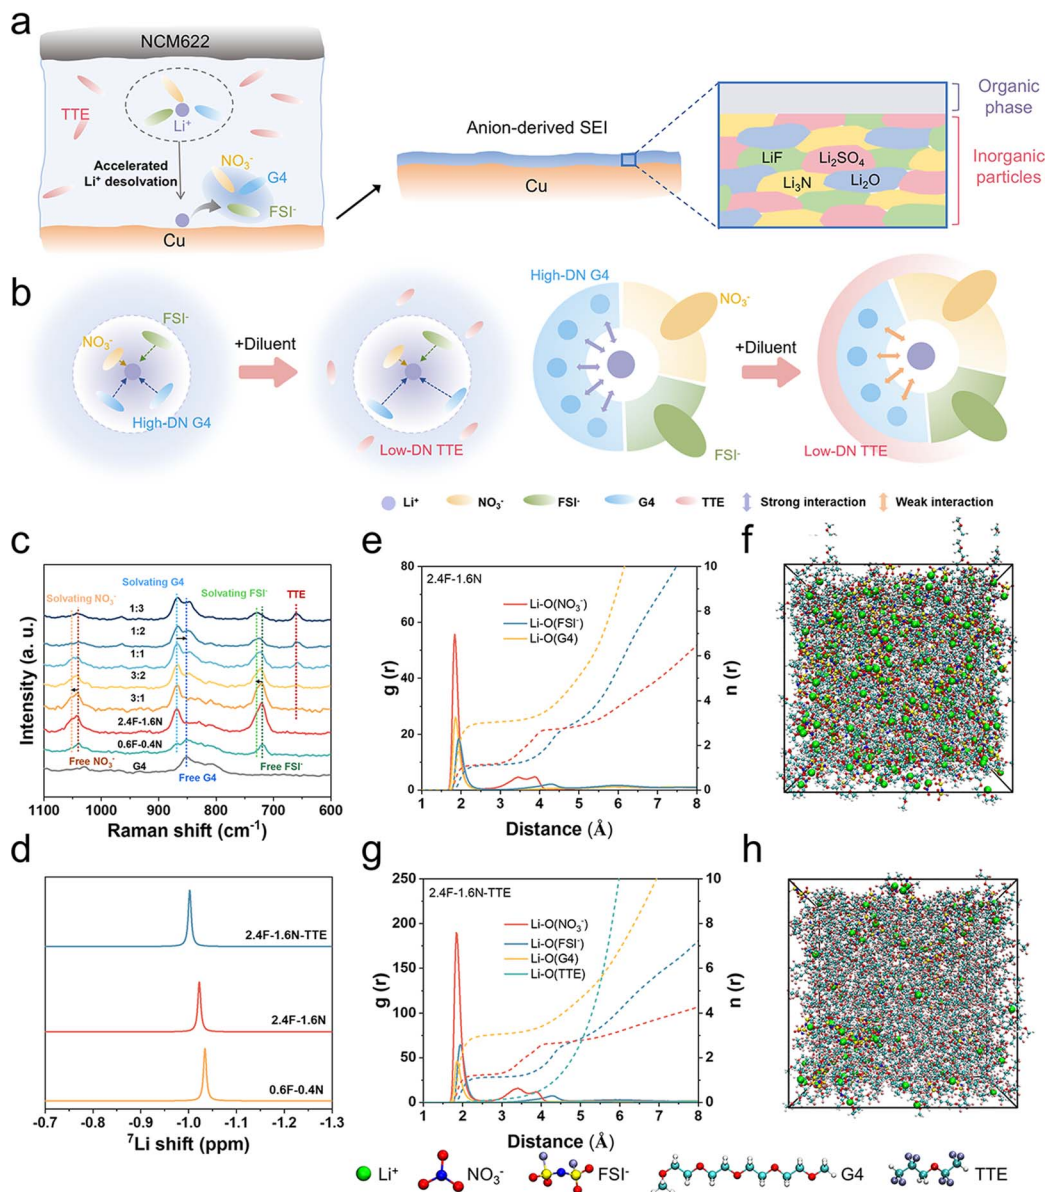 a
NCM622
TTE
Li⁺
Accelerated
Li⁺ desolvation
NO₃⁻
G4
FSI⁻
Cu
Anion-derived SEI
Cu
Organic
phase
LiF
Li₂SO₄
Li₃N
Li₂O
Inorganic
particles
b
FSI⁻
NO₃⁻
High-DN G4
+Diluent
Low-DN TTE
High-DN G4
NO₃⁻
FSI⁻
+Diluent
Low-DN TTE
Li⁺ NO₃⁻ FSI⁻ G4 TTE Strong interaction Weak interaction
c
Solvating G4
Solvating NO₃⁻ Solvating FSI⁻ TTE
1:3
1:2
1:1
3:2
3:1
2.4F-1.6N
0.6F-0.4N
Free NO₃⁻ Free FSI⁻
G4 Free G4
Intensity (a. u.)
1100 1000 900 800 700 600
Raman shift (cm⁻¹)
d
2.4F-1.6N-TTE
2.4F-1.6N
0.6F-0.4N
-0.7 -0.8 -0.9 -1.0 -1.1 -1.2 -1.3
⁷Li shift (ppm)
e
2.4F-1.6N
Li-O(NO₃⁻)
Li-O(FSI⁻)
Li-O(G4)
g (r)
80
60
40
20
0
n (r)
10
8
6
4
2
0
1 2 3 4 5 6 7 8
Distance (Å)
f
g
2.4F-1.6N-TTE
Li-O(NO₃⁻)
Li-O(FSI⁻)
Li-O(G4)
Li-O(TTE)
g (r)
250
200
150
100
50
0
n (r)
10
8
6
4
2
0
1 2 3 4 5 6 7 8
Distance (Å)
h
Li⁺ NO₃⁻ FSI⁻ G4 TTE